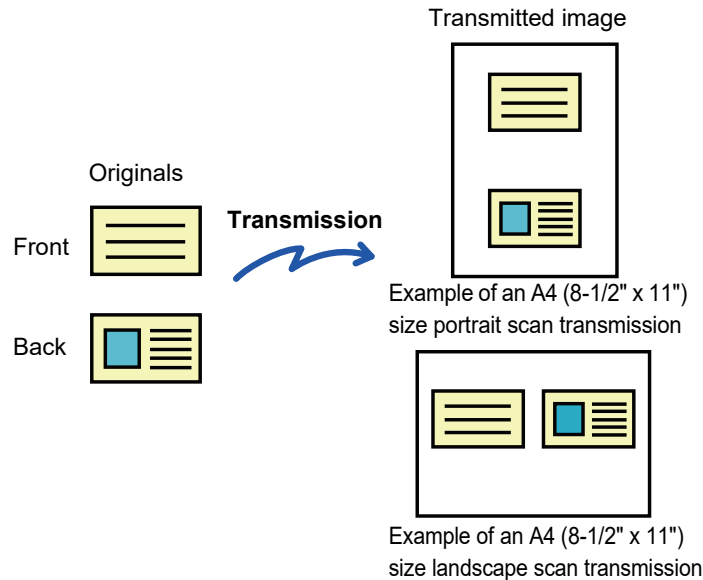 Transmitted image
Originals
Front
Transmission
Back
Example of an A4 (8-1/2" x 11")
size portrait scan transmission
Example of an A4 (8-1/2" x 11")
size landscape scan transmission